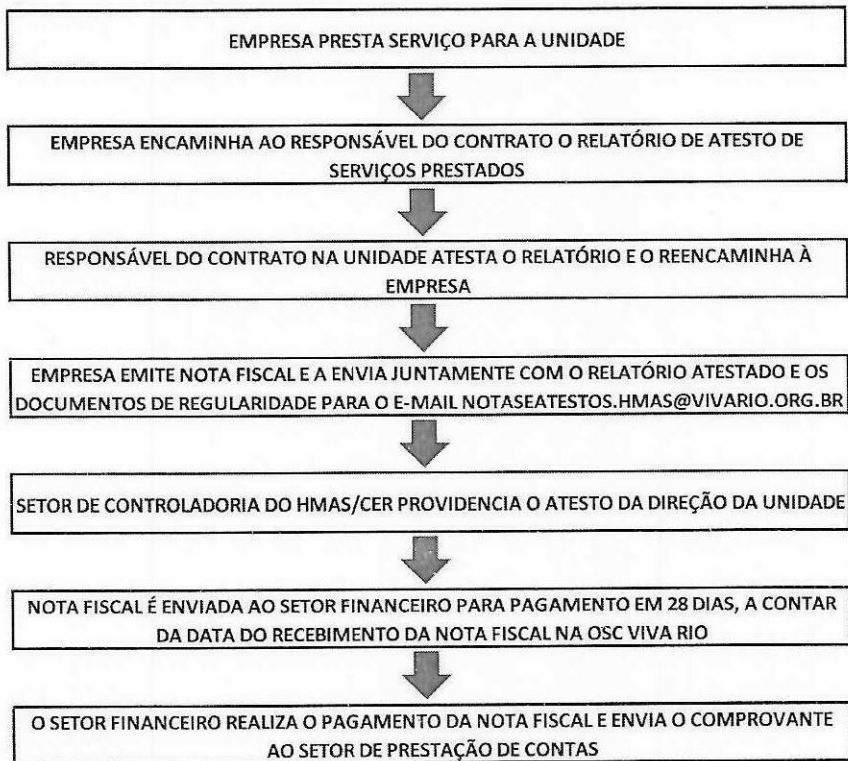 EMPRESA PRESTA SERVIÇO PARA A UNIDADE
EMPRESA ENCAMINHA AO RESPONSÁVEL DO CONTRATO O RELATÓRIO DE ATESTO DE
SERVIÇOS PRESTADOS
RESPONSÁVEL DO CONTRATO NA UNIDADE ATESTA O RELATÓRIO E O REENCAMINHA À
EMPRESA
EMPRESA EMITE NOTA FISCAL E A ENVIA JUNTAMENTE COM O RELATÓRIO ATESTADO E OS
DOCUMENTOS DE REGULARIDADE PARA O E-MAIL NOTASEATESTOS.HMAS@VIVARIO.ORG.BR
SETOR DE CONTROLADORIA DO HMAS/CER PROVIDENCIA O ATESTO DA DIREÇÃO DA UNIDADE
NOTA FISCAL É ENVIADA AO SETOR FINANCEIRO PARA PAGAMENTO EM 28 DIAS, A CONTAR
DA DATA DO RECEBIMENTO DA NOTA FISCAL NA OSC VIVA RIO
O SETOR FINANCEIRO REALIZA O PAGAMENTO DA NOTA FISCAL E ENVIA O COMPROVANTE
AO SETOR DE PRESTAÇÃO DE CONTAS